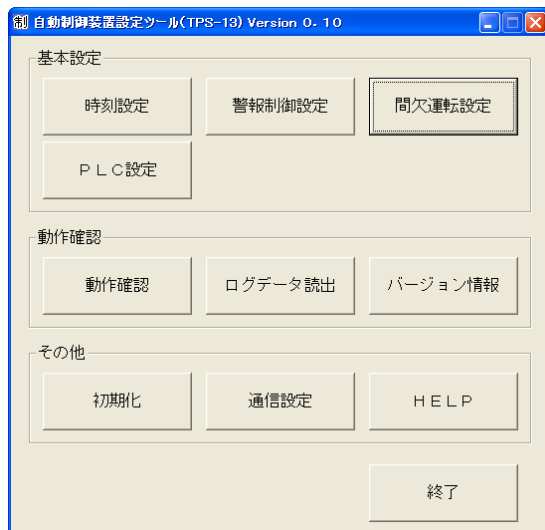 制 自動制御装置設定ツール(TPS-13) Version 0.10
基本設定
時刻設定 警報制御設定 間欠運転設定
ＰＬＣ設定
動作確認
動作確認 ログデータ読出 バージョン情報
その他
初期化 通信設定 ＨＥＬＰ
終了